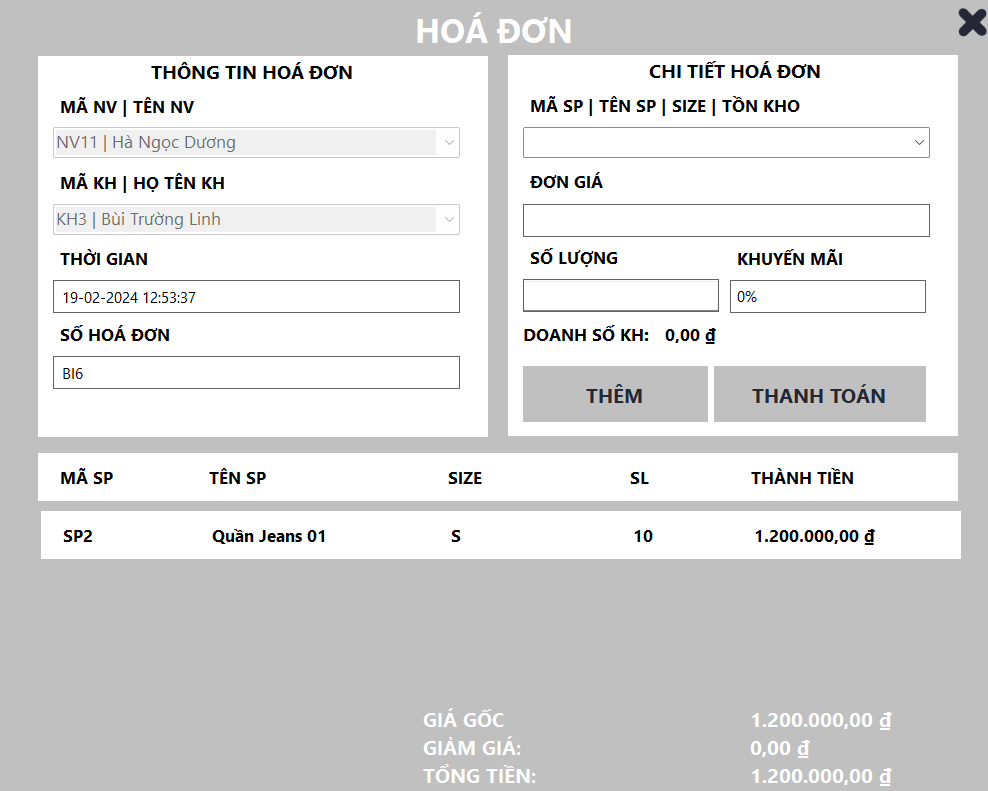 HOÁ ĐƠN
THÔNG TIN HOÁ ĐƠN
MÃ NV | TÊN NV
NV11 | Hà Ngọc Dương
MÃ KH | HỌ TÊN KH
KH3 | Bùi Trường Linh
THỜI GIAN
19-02-2024 12:53:37
SỐ HOÁ ĐƠN
BI6
CHI TIẾT HOÁ ĐƠN
MÃ SP | TÊN SP | SIZE | TỒN KHO
ĐƠN GIÁ
SỐ LƯỢNG KHUYẾN MÃI
0%
DOANH SỐ KH: 0,00 ₫
THÊM THANH TOÁN
MÃ SP TÊN SP SIZE SL THÀNH TIỀN
SP2 Quần Jeans 01 S 10 1.200.000,00 ₫
GIÁ GỐC 1.200.000,00 ₫
GIẢM GIÁ: 0,00 ₫
TỔNG TIỀN: 1.200.000,00 ₫